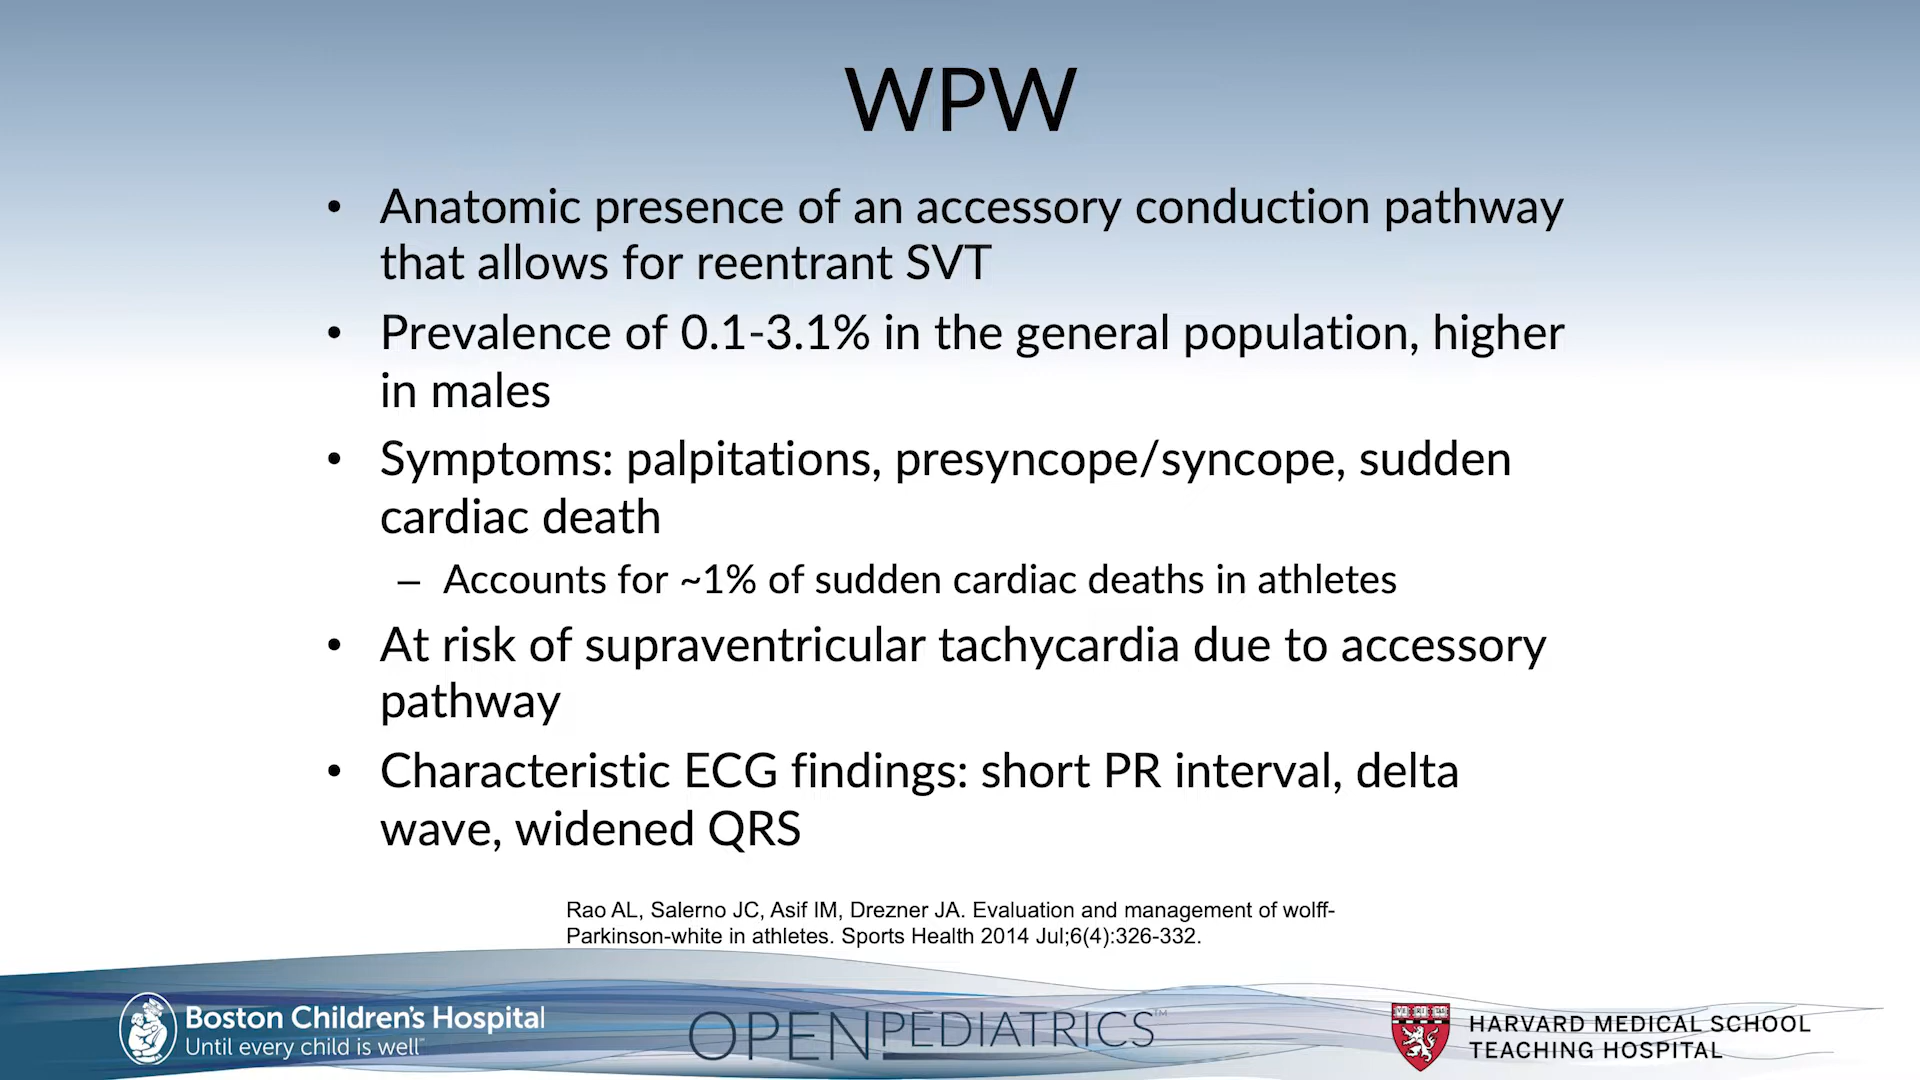 WPW
• Anatomic presence of an accessory conduction pathway
that allows for reentrant SVT
• Prevalence of 0.1-3.1% in the general population, higher
in males
• Symptoms: palpitations, presyncope/syncope, sudden
cardiac death
– Accounts for ~1% of sudden cardiac deaths in athletes
• At risk of supraventricular tachycardia due to accessory
pathway
• Characteristic ECG findings: short PR interval, delta
wave, widened QRS
Rao AL, Salerno JC, Asif IM, Drezner JA. Evaluation and management of wolff-
Parkinson-white in athletes. Sports Health 2014 Jul;6(4):326-332.
Boston Children's Hospital
Until every child is well™
OPENPEDIATRICS™
VE RI TAS
HARVARD MEDICAL SCHOOL
TEACHING HOSPITAL